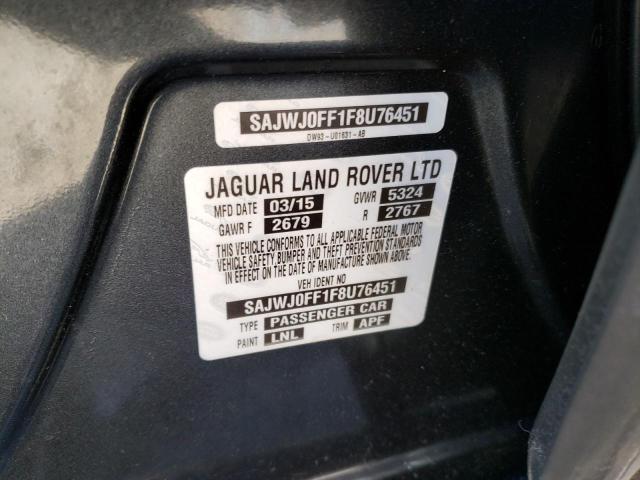 SAJWJ0FF1F8U76451
DW93-U01631-AB
JAGUAR LAND ROVER LTD
MFD DATE 03/15 GVWR 5324
GAWR F 2679 R 2767
THIS VEHICLE CONFORMS TO ALL APPLICABLE FEDERAL MOTOR
VEHICLE SAFETY BUMPER AND THEFT PREVENTION STANDARDS
IN EFFECT ON THE DATE OF MANUFACTURE SHOWN ABOVE.
VEH IDENT NO
SAJWJ0FF1F8U76451
TYPE PASSENGER CAR
PAINT LNL TRIM APF